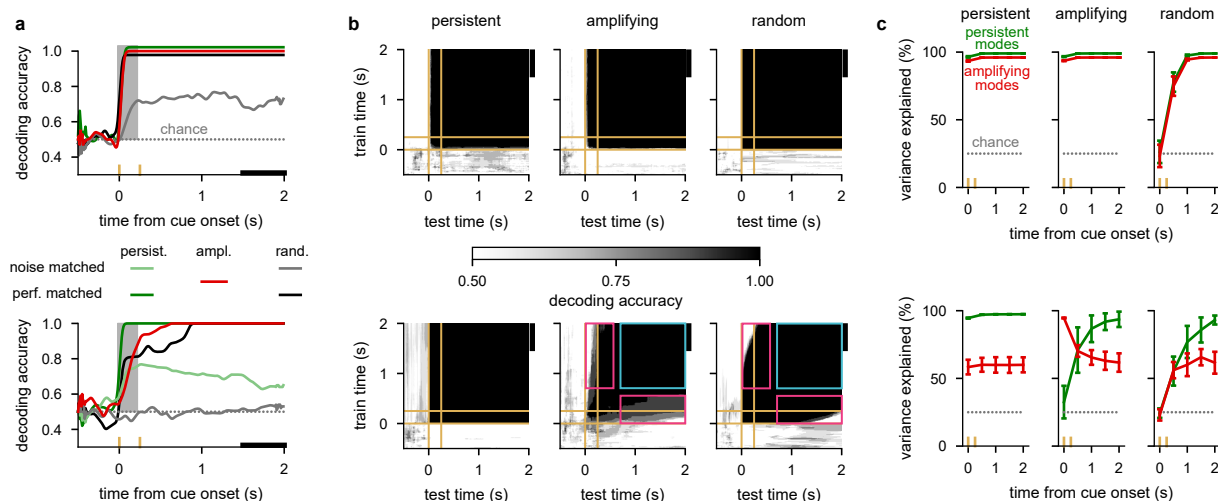 a
decoding accuracy
1.0
0.8
0.6
0.4
chance
0
1
2
time from cue onset (s)
persist. ampl. rand.
noise matched
perf. matched
decoding accuracy
1.0
0.8
0.6
0.4
0
1
2
time from cue onset (s)
b
persistent amplifying random
train time (s)
2
1
0
0 1 2 0 1 2 0 1 2
test time (s) test time (s) test time (s)
0.50 0.75 1.00
decoding accuracy
train time (s)
2
1
0
0 1 2 0 1 2 0 1 2
test time (s) test time (s) test time (s)
c
persistent amplifying random
variance explained (%)
100
50
0
persistent
modes
amplifying
modes
chance
0 1 2 0 1 2 0 1 2
time from cue onset (s)
variance explained (%)
100
50
0
0 1 2 0 1 2 0 1 2
time from cue onset (s)